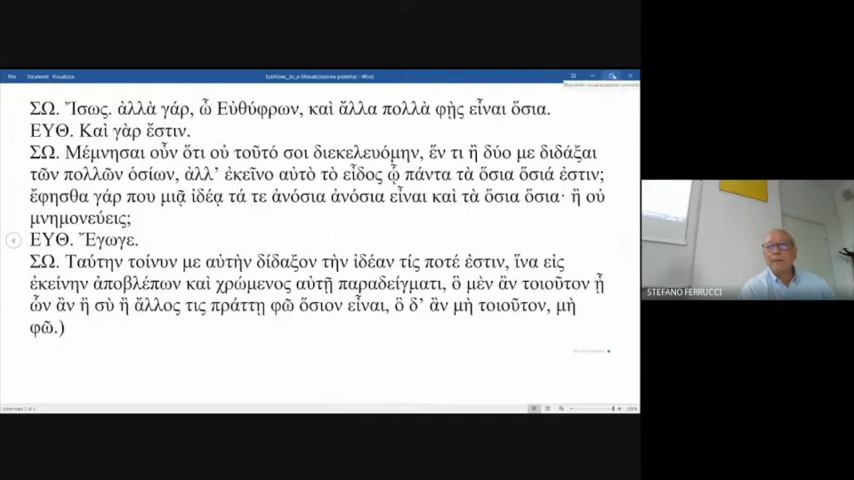 File Strumenti Visualizza
ΣΩ. Ἴσως. ἀλλὰ γάρ, ὦ Εὐθύφρων, καὶ ἄλλα πολλὰ φῂς εἶναι ὅσια.
ΕΥΘ. Καὶ γὰρ ἔστιν.
ΣΩ. Μέμνησαι οὖν ὅτι οὐ τοῦτό σοι διεκελευόμην, ἕν τι ἢ δύο με διδάξαι
τῶν πολλῶν ὁσίων, ἀλλ’ ἐκεῖνο αὐτὸ τὸ εἶδος ᾧ πάντα τὰ ὅσια ὅσιά ἐστιν;
ἔφησθα γάρ που μιᾷ ἰδέᾳ τά τε ἀνόσια ἀνόσια εἶναι καὶ τὰ ὅσια ὅσια· ἢ οὐ
μνημονεύεις;
ΕΥΘ. Ἔγωγε.
ΣΩ. Ταύτην τοίνυν με αὐτὴν δίδαξον τὴν ἰδέαν τίς ποτέ ἐστιν, ἵνα εἰς
ἐκείνην ἀποβλέπων καὶ χρώμενος αὐτῇ παραδείγματι, ὃ μὲν ἂν τοιοῦτον ᾖ
ὧν ἂν ἢ σὺ ἢ ἄλλος τις πράττῃ φῶ ὅσιον εἶναι, ὃ δ’ ἂν μὴ τοιοῦτον, μὴ
φῶ.)
STEFANO FERRUCCI